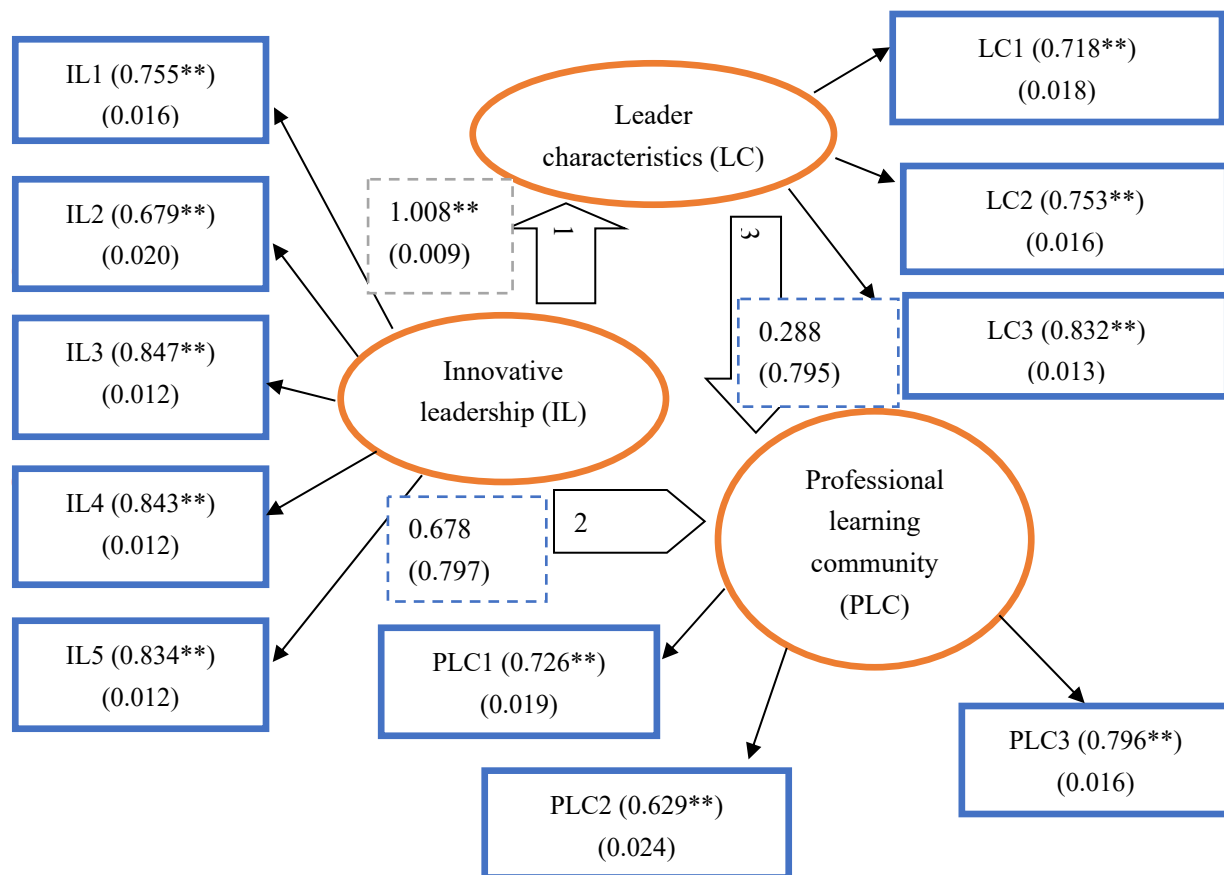 IL1 (0.755**)
(0.016)
IL2 (0.679**)
(0.020)
IL3 (0.847**)
(0.012)
IL4 (0.843**)
(0.012)
IL5 (0.834**)
(0.012)
Leader
characteristics (LC)
1.008**
(0.009)
1
3
Innovative
leadership (IL)
0.288
(0.795)
0.678
(0.797)
2
Professional
learning
community
(PLC)
LC1 (0.718**)
(0.018)
LC2 (0.753**)
(0.016)
LC3 (0.832**)
(0.013)
PLC1 (0.726**)
(0.019)
PLC2 (0.629**)
(0.024)
PLC3 (0.796**)
(0.016)